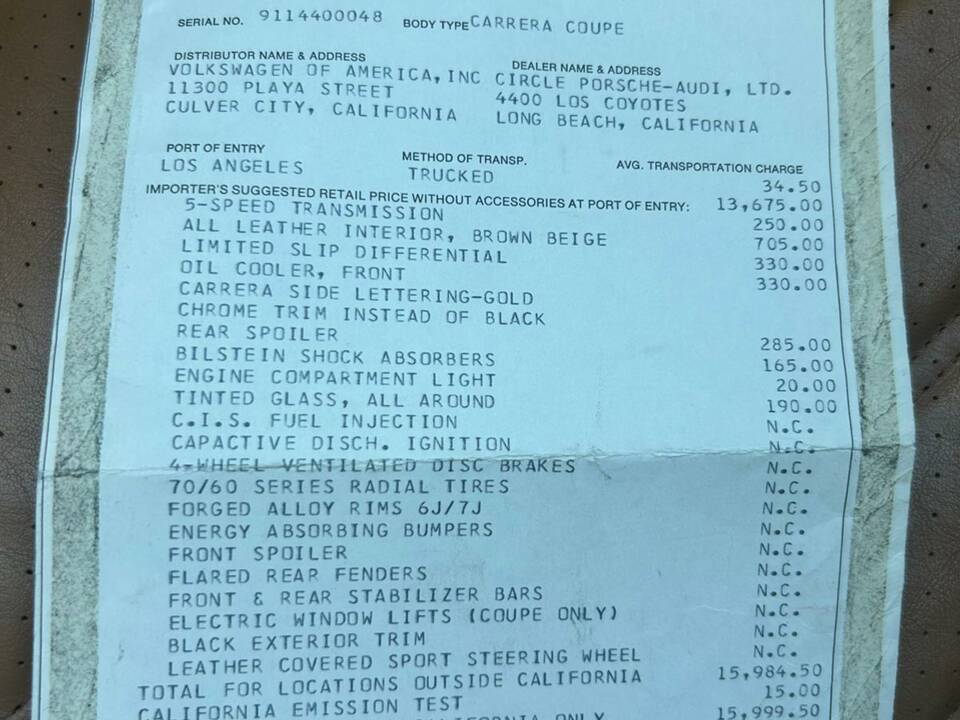 SERIAL NO. 9114400048 BODY TYPE CARRERA COUPE
DISTRIBUTOR NAME & ADDRESS DEALER NAME & ADDRESS
VOLKSWAGEN OF AMERICA, INC CIRCLE PORSCHE-AUDI, LTD.
11300 PLAYA STREET 4400 LOS COYOTES
CULVER CITY, CALIFORNIA LONG BEACH, CALIFORNIA
PORT OF ENTRY METHOD OF TRANSP. AVG. TRANSPORTATION CHARGE
LOS ANGELES TRUCKED 34.50
IMPORTER'S SUGGESTED RETAIL PRICE WITHOUT ACCESSORIES AT PORT OF ENTRY: 13,675.00
5-SPEED TRANSMISSION 250.00
ALL LEATHER INTERIOR, BROWN BEIGE 705.00
LIMITED SLIP DIFFERENTIAL 330.00
OIL COOLER, FRONT 330.00
CARRERA SIDE LETTERING-GOLD
CHROME TRIM INSTEAD OF BLACK
REAR SPOILER 285.00
BILSTEIN SHOCK ABSORBERS 165.00
ENGINE COMPARTMENT LIGHT 20.00
TINTED GLASS, ALL AROUND 190.00
C.I.S. FUEL INJECTION N.C.
CAPACTIVE DISCH. IGNITION N.C.
4-WHEEL VENTILATED DISC BRAKES N.C.
70/60 SERIES RADIAL TIRES N.C.
FORGED ALLOY RIMS 6J/7J N.C.
ENERGY ABSORBING BUMPERS N.C.
FRONT SPOILER N.C.
FLARED REAR FENDERS N.C.
FRONT & REAR STABILIZER BARS N.C.
ELECTRIC WINDOW LIFTS (COUPE ONLY) N.C.
BLACK EXTERIOR TRIM N.C.
LEATHER COVERED SPORT STEERING WHEEL N.C.
TOTAL FOR LOCATIONS OUTSIDE CALIFORNIA 15,984.50
CALIFORNIA EMISSION TEST 15.00
CALIFORNIA ONLY 15,999.50